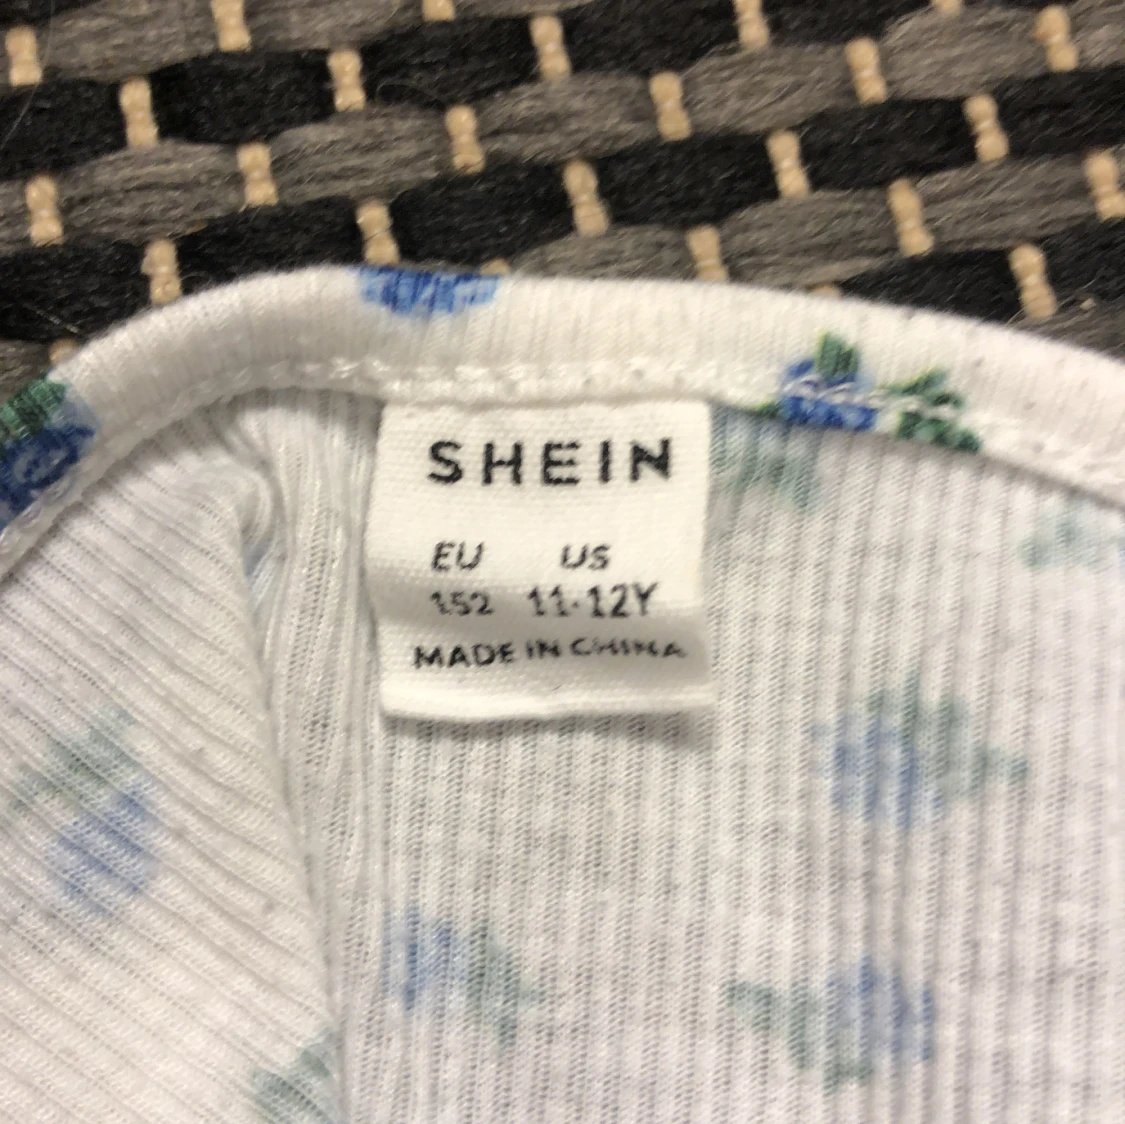 SHEIN
EU US
152 11-12Y
MADE IN CHINA